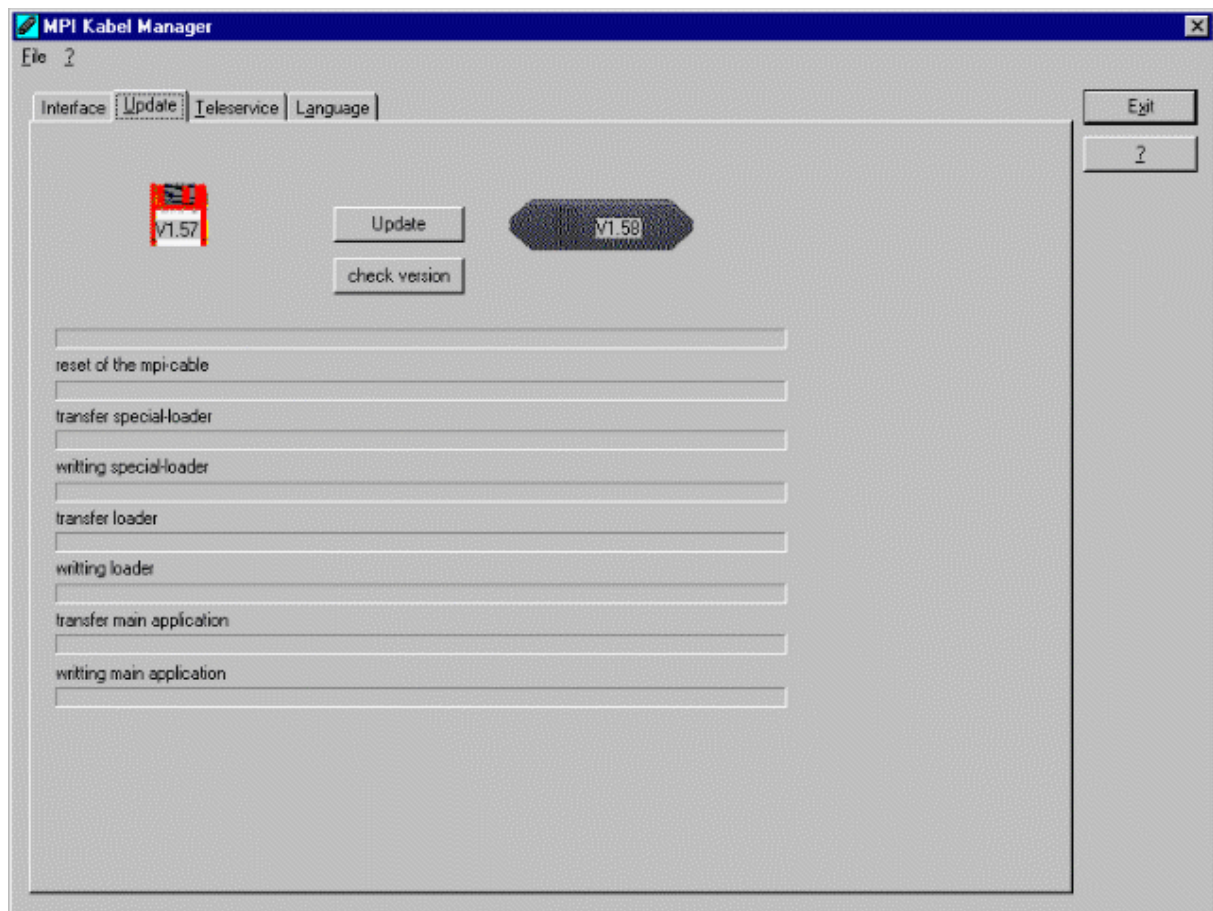 MPI Kabel Manager
File ?
Interface Update Teleservice Language
Exit
?
V1.57
Update
V1.58
check version
reset of the mpi-cable
transfer special-loader
writting special-loader
transfer loader
writting loader
transfer main application
writting main application